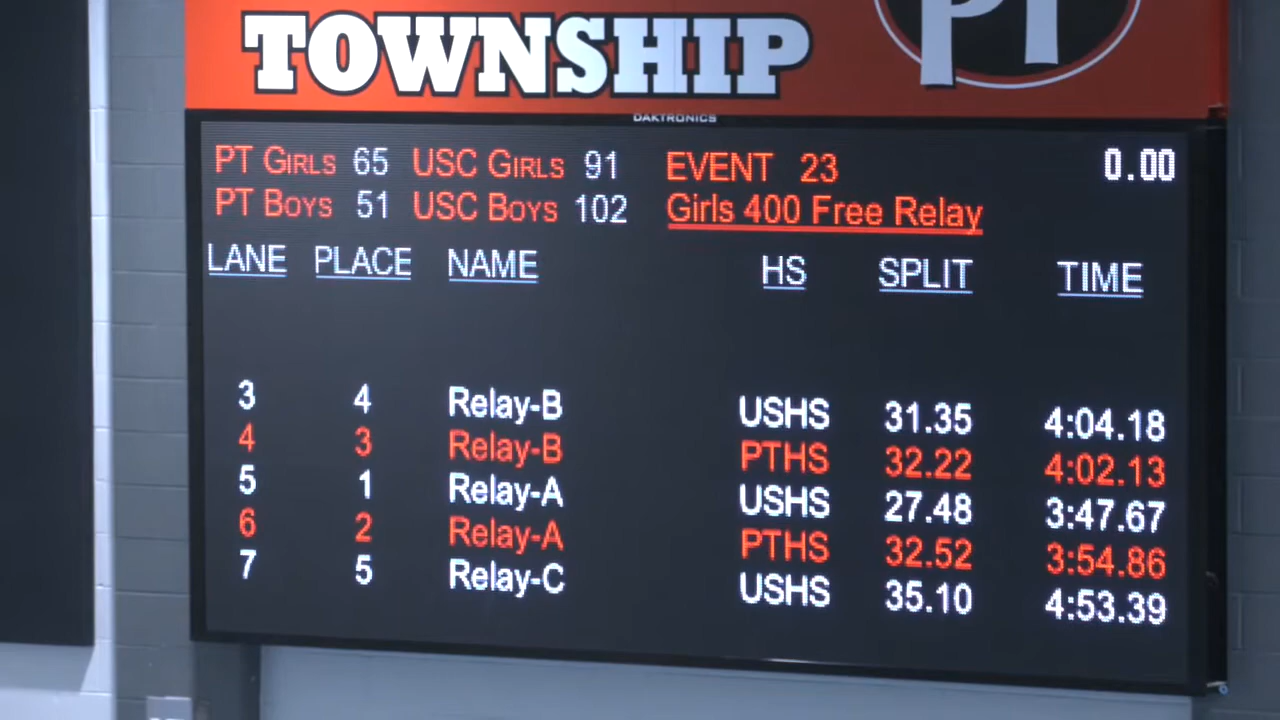 TOWNSHIP
PT
DAKTRONICS
PT GIRLS 65 USC GIRLS 91 EVENT 23 0.00
PT BOYS 51 USC BOYS 102 Girls 400 Free Relay
LANE PLACE NAME HS SPLIT TIME
3 4 Relay-B USHS 31.35 4:04.18
4 3 Relay-B PTHS 32.22 4:02.13
5 1 Relay-A USHS 27.48 3:47.67
6 2 Relay-A PTHS 32.52 3:54.86
7 5 Relay-C USHS 35.10 4:53.39